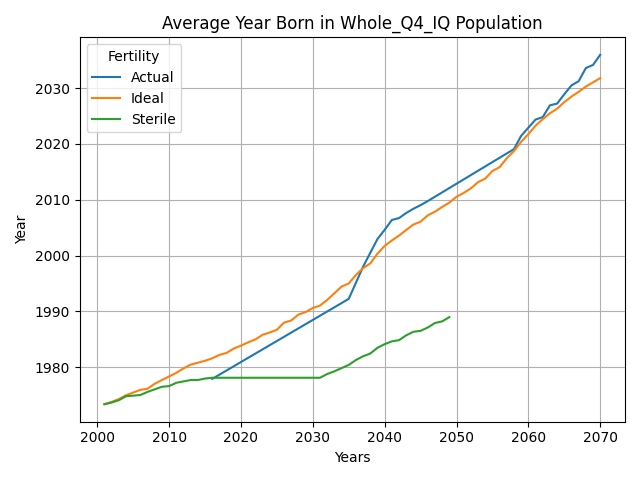 Average Year Born in Whole_Q4_IQ Population
Fertility
Actual
Ideal
Sterile
Year
2030
2020
2010
2000
1990
1980
2000 2010 2020 2030 2040 2050 2060 2070
Years